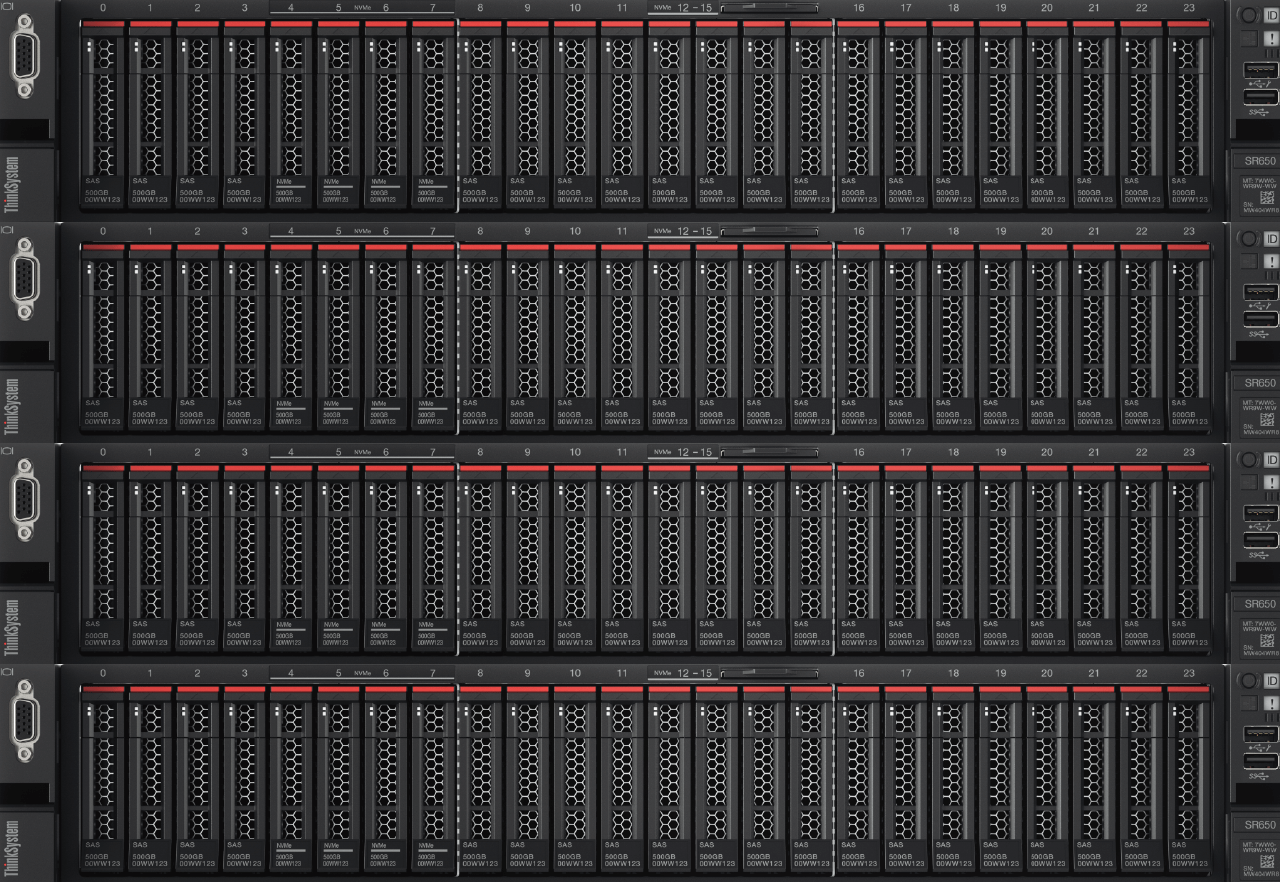 0 1 2 3 4 5 NVMe 6 7 8 9 10 11 NVMe 12-15 16 17 18 19 20 21 22 23
ID
!
SS
SAS SAS SAS SAS NVMe NVMe NVMe NVMe SAS SAS SAS SAS SAS SAS SAS SAS SAS SAS SAS SAS SAS SAS SAS SAS
500GB 500GB 500GB 500GB 500GB 500GB 500GB 500GB 500GB 500GB 500GB 500GB 500GB 500GB 500GB 500GB 500GB 500GB 500GB 500GB 500GB 500GB 500GB 500GB
00WW123 00WW123 00WW123 00WW123 00WW123 00WW123 00WW123 00WW123 00WW123 00WW123 00WW123 00WW123 00WW123 00WW123 00WW123 00WW123 00WW123 00WW123 00WW123 00WW123 00WW123 00WW123 00WW123 00WW123
ThinkSystem
SR650
MT:
SN:
0 1 2 3 4 5 NVMe 6 7 8 9 10 11 NVMe 12-15 16 17 18 19 20 21 22 23
ID
!
SS
SAS SAS SAS SAS NVMe NVMe NVMe NVMe SAS SAS SAS SAS SAS SAS SAS SAS SAS SAS SAS SAS SAS SAS SAS SAS
500GB 500GB 500GB 500GB 500GB 500GB 500GB 500GB 500GB 500GB 500GB 500GB 500GB 500GB 500GB 500GB 500GB 500GB 500GB 500GB 500GB 500GB 500GB 500GB
00WW123 00WW123 00WW123 00WW123 00WW123 00WW123 00WW123 00WW123 00WW123 00WW123 00WW123 00WW123 00WW123 00WW123 00WW123 00WW123 00WW123 00WW123 00WW123 00WW123 00WW123 00WW123 00WW123 00WW123
ThinkSystem
SR650
MT:
SN:
0 1 2 3 4 5 NVMe 6 7 8 9 10 11 NVMe 12-15 16 17 18 19 20 21 22 23
ID
!
SS
SAS SAS SAS SAS NVMe NVMe NVMe NVMe SAS SAS SAS SAS SAS SAS SAS SAS SAS SAS SAS SAS SAS SAS SAS SAS
500GB 500GB 500GB 500GB 500GB 500GB 500GB 500GB 500GB 500GB 500GB 500GB 500GB 500GB 500GB 500GB 500GB 500GB 500GB 500GB 500GB 500GB 500GB 500GB
00WW123 00WW123 00WW123 00WW123 00WW123 00WW123 00WW123 00WW123 00WW123 00WW123 00WW123 00WW123 00WW123 00WW123 00WW123 00WW123 00WW123 00WW123 00WW123 00WW123 00WW123 00WW123 00WW123 00WW123
ThinkSystem
SR650
MT:
SN:
0 1 2 3 4 5 NVMe 6 7 8 9 10 11 NVMe 12-15 16 17 18 19 20 21 22 23
ID
!
SS
SAS SAS SAS SAS NVMe NVMe NVMe NVMe SAS SAS SAS SAS SAS SAS SAS SAS SAS SAS SAS SAS SAS SAS SAS SAS
500GB 500GB 500GB 500GB 500GB 500GB 500GB 500GB 500GB 500GB 500GB 500GB 500GB 500GB 500GB 500GB 500GB 500GB 500GB 500GB 500GB 500GB 500GB 500GB
00WW123 00WW123 00WW123 00WW123 00WW123 00WW123 00WW123 00WW123 00WW123 00WW123 00WW123 00WW123 00WW123 00WW123 00WW123 00WW123 00WW123 00WW123 00WW123 00WW123 00WW123 00WW123 00WW123 00WW123
ThinkSystem
SR650
MT:
SN: